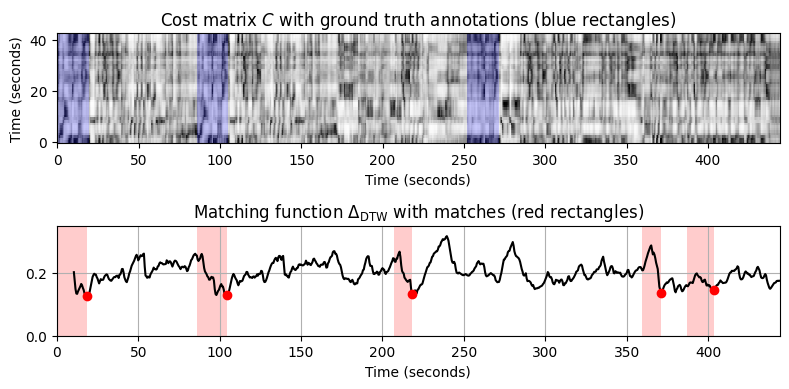 Cost matrix C with ground truth annotations (blue rectangles)
Time (seconds)
40
20
0
0 50 100 150 200 250 300 350 400
Time (seconds)
Matching function Δ_DTW with matches (red rectangles)
0.2
0.0
0 50 100 150 200 250 300 350 400
Time (seconds)